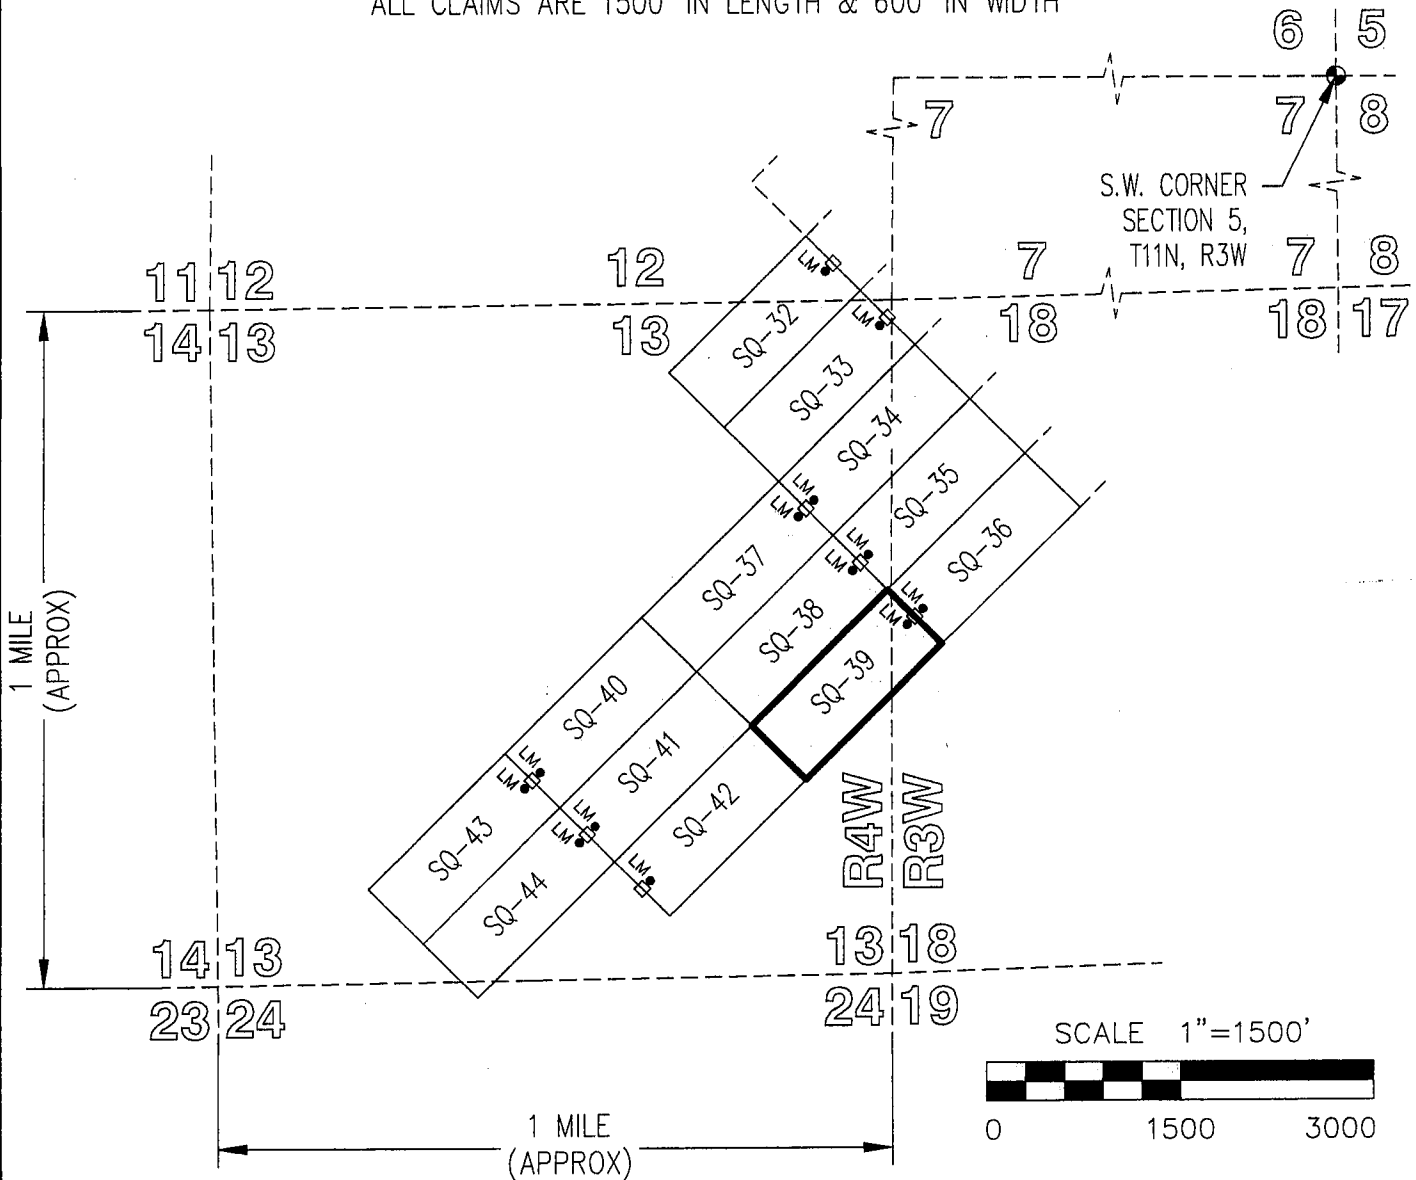 ALL CLAIMS ARE 1500' IN LENGTH & 600' IN WIDTH
6 5
7
7 8
S.W. CORNER
SECTION 5,
T11N, R3W
11 12
12
7
7 8
14 13
13
18
18 17
LM
LM
SQ-32
SQ-33
SQ-34
LM
LM
SQ-35
SQ-36
LM
LM
SQ-37
SQ-38
LM
LM
SQ-39
1 MILE
(APPROX)
SQ-40
SQ-41
LM
LM
SQ-42
LM
LM
SQ-43
SQ-44
LM
R4W R3W
14 13
13 18
23 24
24 19
SCALE 1"=1500'
0 1500 3000
1 MILE
(APPROX)